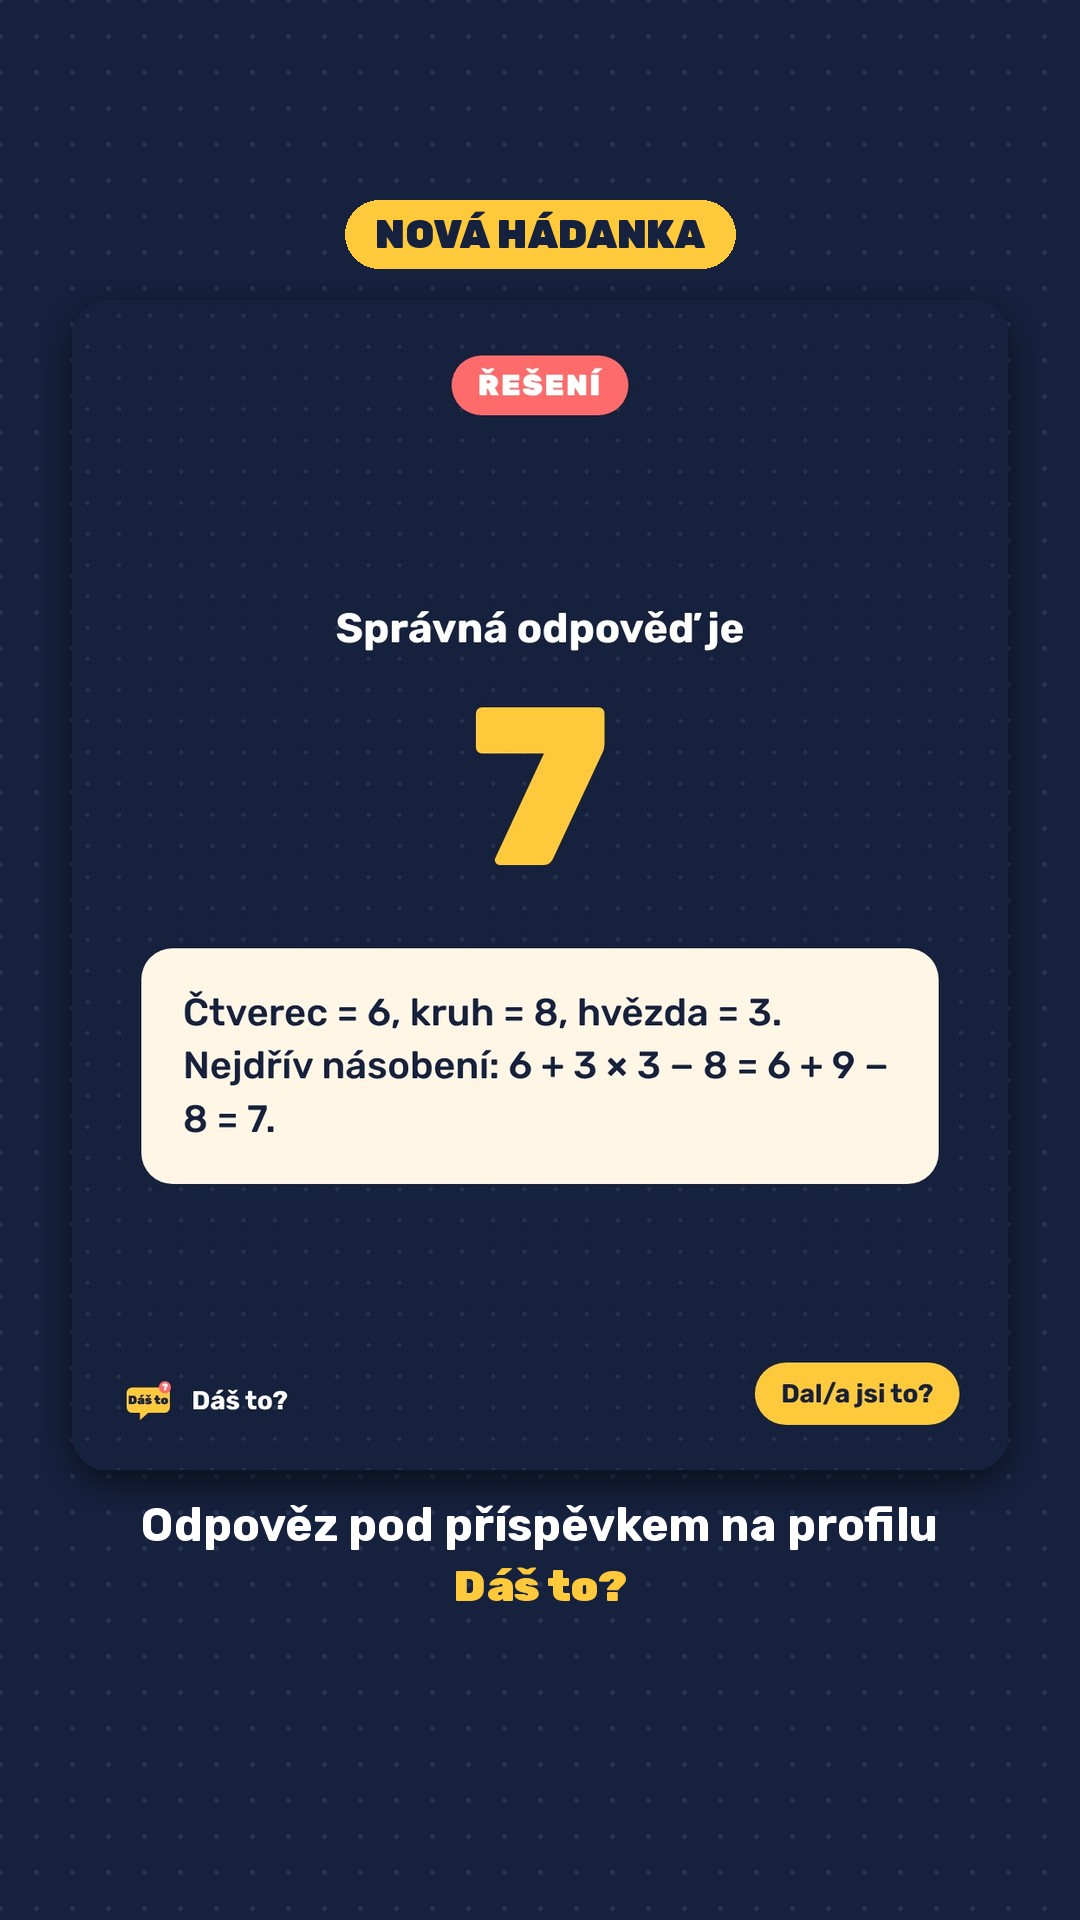 NOVÁ HÁDANKA
ŘEŠENÍ
Správná odpověď je
7
Čtverec = 6, kruh = 8, hvězda = 3.
Nejdřív násobení: 6 + 3 × 3 − 8 = 6 + 9 −
8 = 7.
Dáš to
?
Dáš to?
Dal/a jsi to?
Odpověz pod příspěvkem na profilu
Dáš to?